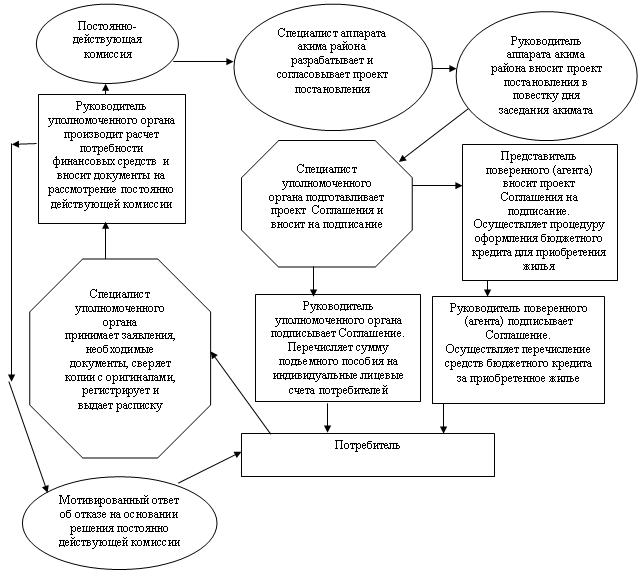 Постоянно-
действующая
комиссия
Специалист аппарата
акима района
разрабатывает и
согласовывает проект
постановления
Руководитель
аппарата акима
района вносит проект
постановления в
повестку дня
заседания акимата
Руководитель
уполномоченного органа
производит расчет
потребности
финансовых средств и
вносит документы на
рассмотрение постоянно
действующей комиссии
Специалист
уполномоченного
органа подготавливает
проект Соглашения и
вносит на подписание
Представитель
поверенного (агента)
вносит проект
Соглашения на
подписание.
Осуществляет процедуру
оформления бюджетного
кредита для приобретения
жилья
Специалист
уполномоченного
органа
принимает заявления,
необходимые
документы, сверяет
копии с оригиналами,
регистрирует и
выдает расписку
Руководитель
уполномоченного органа
подписывает Соглашение.
Перечисляет сумму
подьемного пособия на
индивидуальные лицевые
счета потребителей
Руководитель поверенного
(агента) подписывает
Соглашение.
Осуществляет перечисление
средств бюджетного кредита
за приобретенное жилье
Потребитель
Мотивированный ответ
об отказе на основании
решения постоянно
действующей комиссии